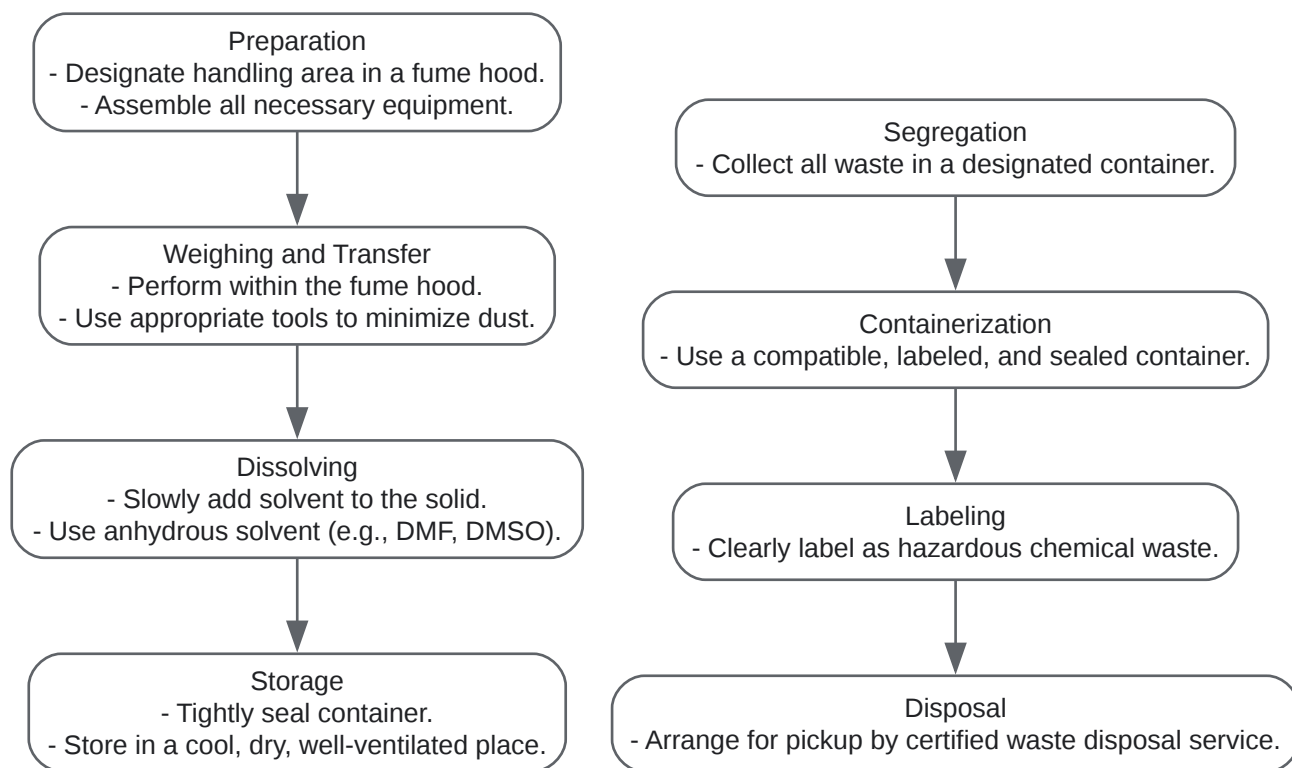 Preparation
- Designate handling area in a fume hood.
- Assemble all necessary equipment.
Weighing and Transfer
- Perform within the fume hood.
- Use appropriate tools to minimize dust.
Dissolving
- Slowly add solvent to the solid.
- Use anhydrous solvent (e.g., DMF, DMSO).
Storage
- Tightly seal container.
- Store in a cool, dry, well-ventilated place.
Segregation
- Collect all waste in a designated container.
Containerization
- Use a compatible, labeled, and sealed container.
Labeling
- Clearly label as hazardous chemical waste.
Disposal
- Arrange for pickup by certified waste disposal service.